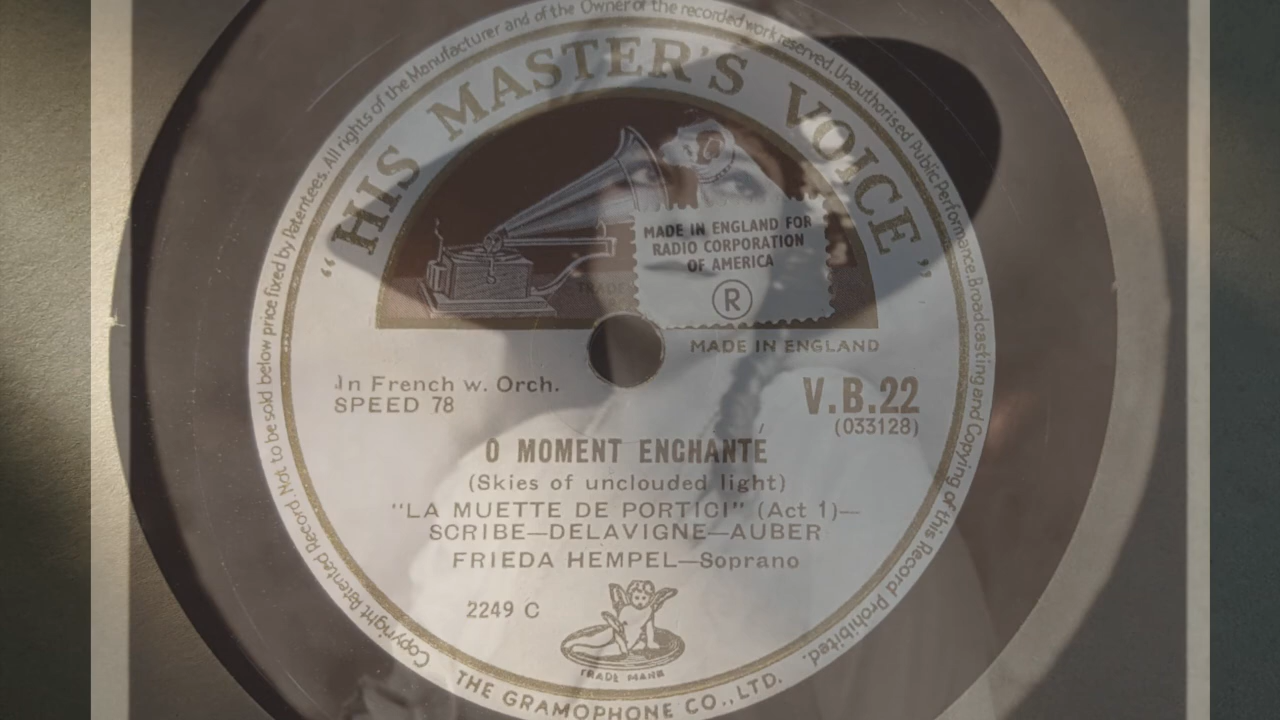 Copyright Patented Record. Not to be sold below price fixed by Patentees. All rights of the Manufacturer and of the Owner of the recorded work reserved. Unauthorised Public Performance. Broadcasting and Copying of this Record Prohibited.
"HIS MASTER'S VOICE"
MADE IN ENGLAND FOR
RADIO CORPORATION
OF AMERICA
®
MADE IN ENGLAND
In French w. Orch.
SPEED 78
V.B.22
(033128)
O MOMENT ENCHANTÉ
(Skies of unclouded light)
"LA MUETTE DE PORTICI" (Act 1)—
SCRIBE—DELAVIGNE—AUBER
FRIEDA HEMPEL—Soprano
2249 C
TRADE MARK
THE GRAMOPHONE CO., LTD.